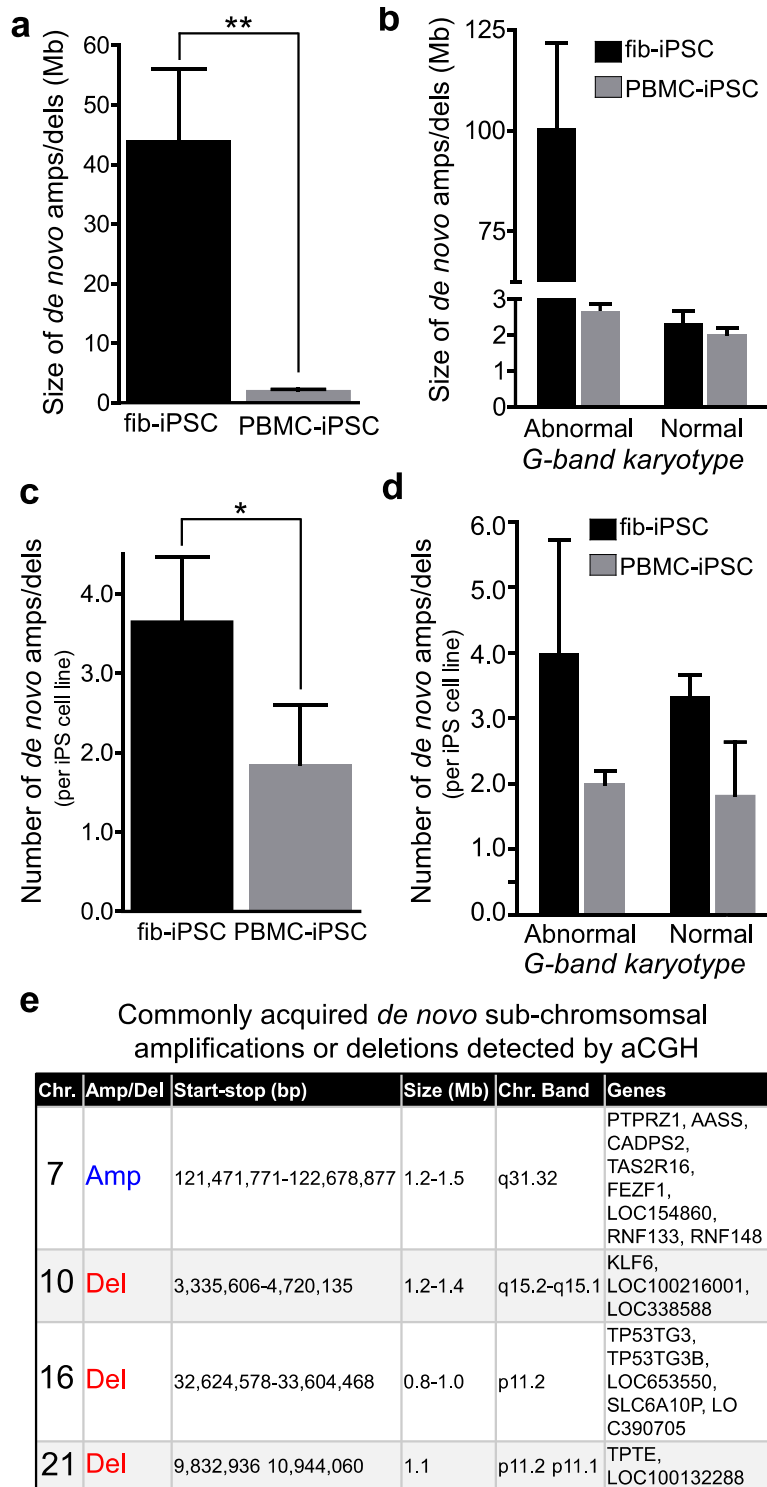 a
Size of de novo amps/dels (Mb)
60
50
40
30
20
10
0
**
fib-iPSC
PBMC-iPSC
b
Size of de novo amps/dels (Mb)
125
100
75
3
2
1
0
fib-iPSC
PBMC-iPSC
Abnormal
Normal
G-band karyotype
c
Number of de novo amps/dels
(per iPS cell line)
4.0
3.0
2.0
1.0
0.0
*
fib-iPSC
PBMC-iPSC
d
Number of de novo amps/dels
(per iPS cell line)
6.0
5.0
4.0
3.0
2.0
1.0
0.0
fib-iPSC
PBMC-iPSC
Abnormal
Normal
G-band karyotype
e
Commonly acquired de novo sub-chromsomsal
amplifications or deletions detected by aCGH
Chr. Amp/Del Start-stop (bp) Size (Mb) Chr. Band Genes
7 Amp 121,471,771-122,678,877 1.2-1.5 q31.32
PTPRZ1, AASS,
CADPS2,
TAS2R16,
FEZF1,
LOC154860,
RNF133, RNF148
10 Del 3,335,606-4,720,135 1.2-1.4 q15.2-q15.1
KLF6,
LOC100216001,
LOC338588
16 Del 32,624,578-33,604,468 0.8-1.0 p11.2
TP53TG3,
TP53TG3B,
LOC653550,
SLC6A10P, LO
C390705
21 Del 9,832,936 10,944,060 1.1 p11.2 p11.1
TPTE,
LOC100132288